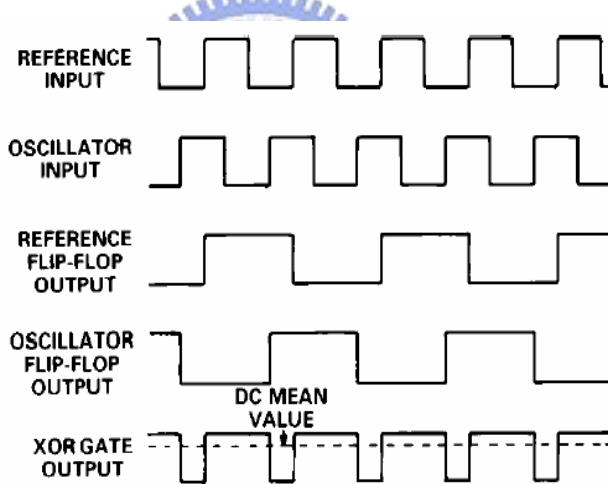 REFERENCE
INPUT
OSCILLATOR
INPUT
REFERENCE
FLIP-FLOP
OUTPUT
OSCILLATOR
FLIP-FLOP
OUTPUT
DC MEAN
VALUE
XOR GATE
OUTPUT